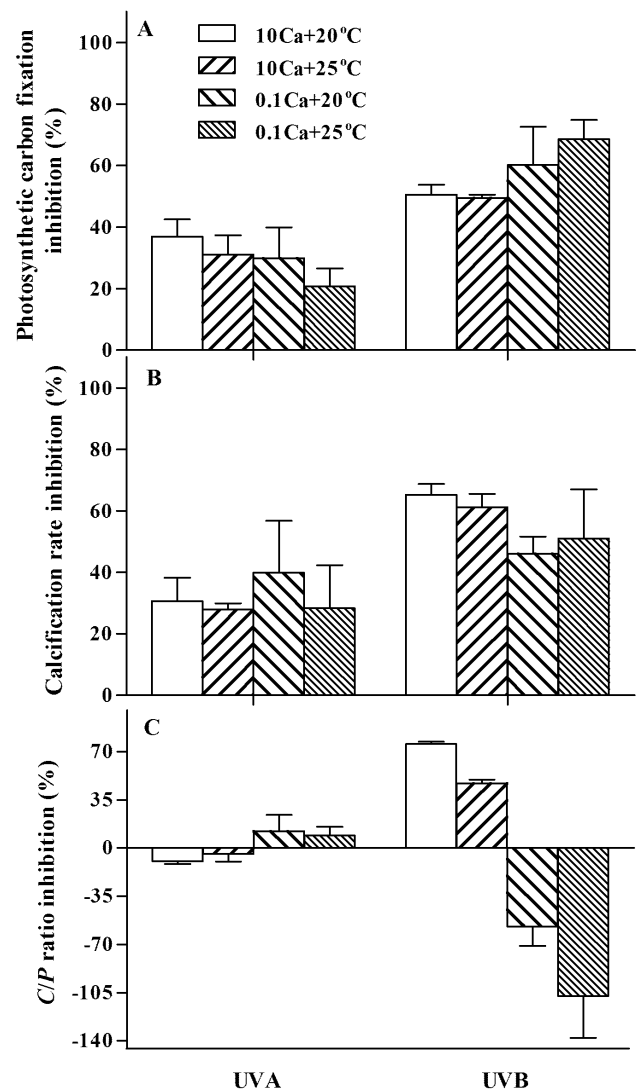 A
10Ca+20°C
10Ca+25°C
0.1Ca+20°C
0.1Ca+25°C
Photosynthetic carbon fixation
inhibition (%)
100
80
60
40
20
0
B
Calcification rate inhibition (%)
100
80
60
40
20
0
C
C/P ratio inhibition (%)
70
35
0
-35
-70
-105
-140
UVA UVB